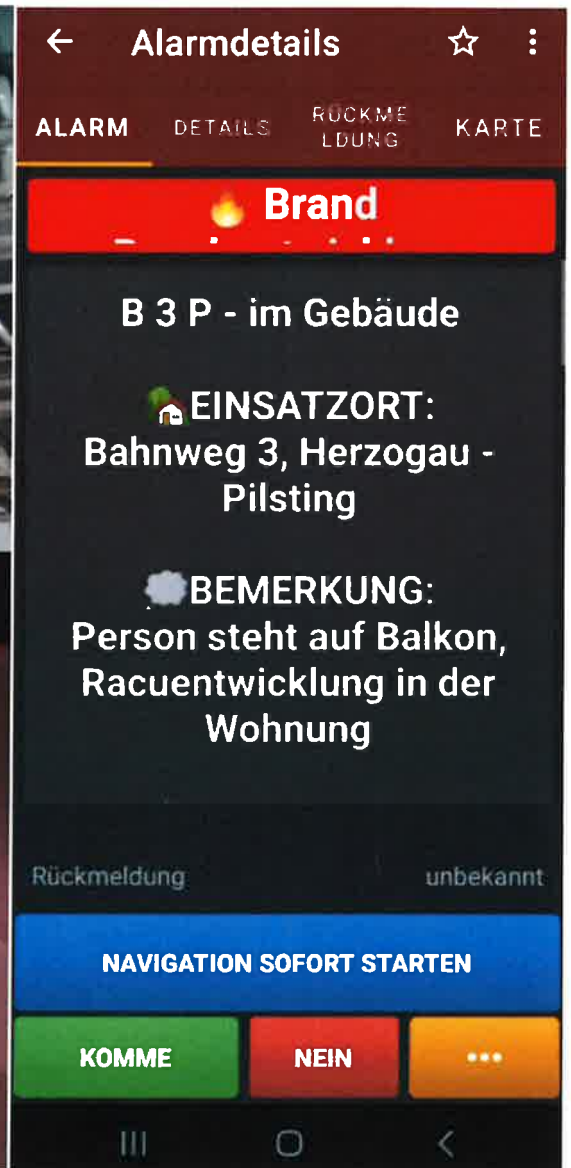 Alarmdetails
ALARM DETAILS RÜCKME
LDUNG KARTE
Brand
B 3 P - im Gebäude
EINSATZORT:
Bahnweg 3, Herzogau -
Pilsting
BEMERKUNG:
Person steht auf Balkon,
Racuentwicklung in der
Wohnung
Rückmeldung unbekannt
NAVIGATION SOFORT STARTEN
KOMME NEIN